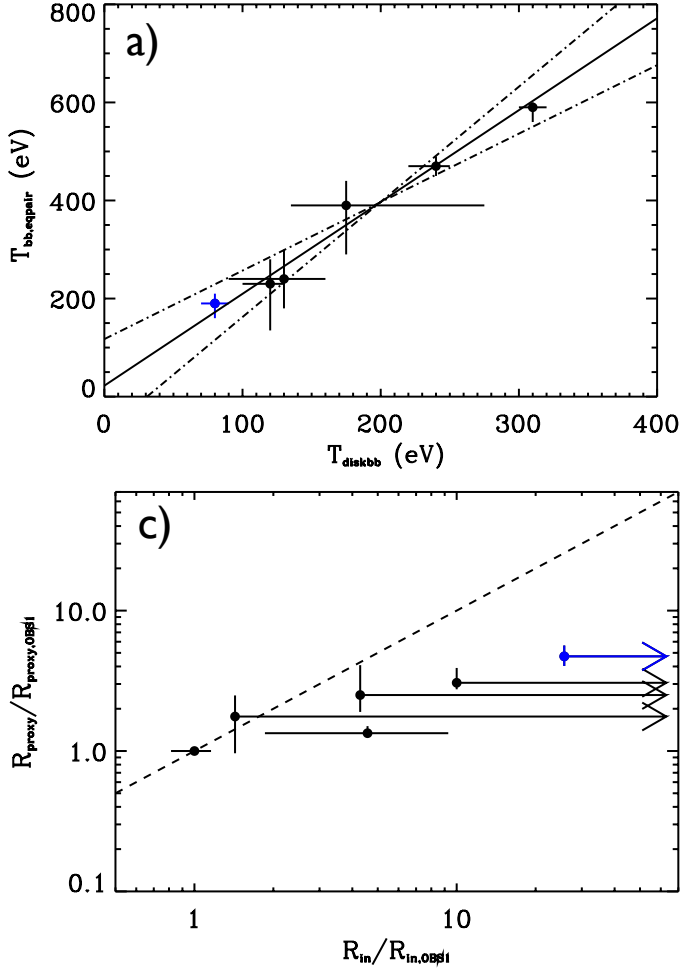 a)
800
600
400
200
0
T_bb,eqpair (eV)
0 100 200 300 400
T_diskbb (eV)
c)
10.0
1.0
0.1
R_proxy/R_proxy,OBS1
1 10
R_in/R_in,OBS1